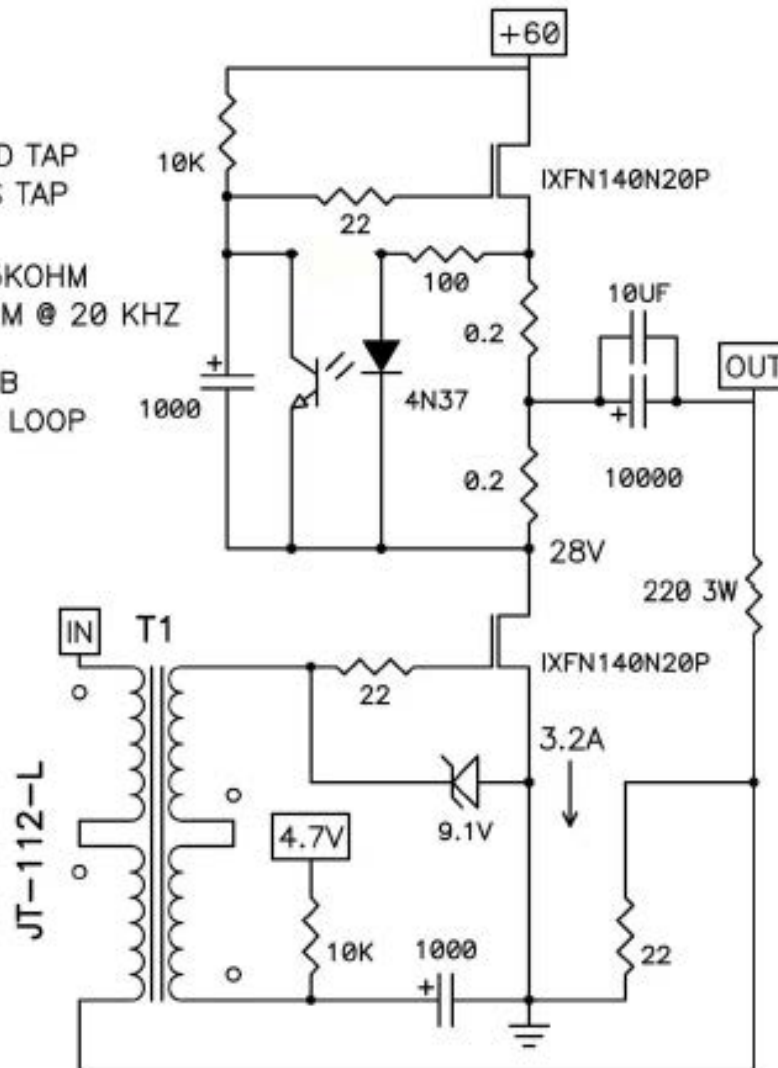 +60
D TAP
S TAP
10K
22
IXFN140N20P
KOHM
M @ 20 KHZ
100
0.2
10UF
OUT
B
LOOP
+
1000
4N37
+
10000
0.2
28V
220 3W
IN
T1
22
IXFN140N20P
3.2A
JT-112-L
9.1V
4.7V
10K
1000
+
22